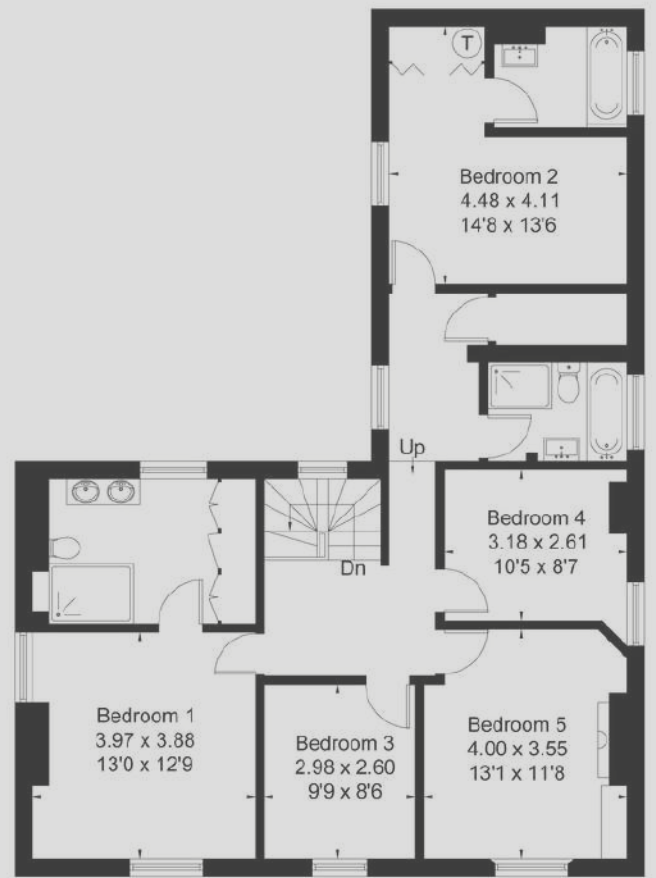 T
Bedroom 2
4.48 x 4.11
14'8 x 13'6
Up
Bedroom 4
3.18 x 2.61
10'5 x 8'7
Dn
Bedroom 1
3.97 x 3.88
13'0 x 12'9
Bedroom 3
2.98 x 2.60
9'9 x 8'6
Bedroom 5
4.00 x 3.55
13'1 x 11'8